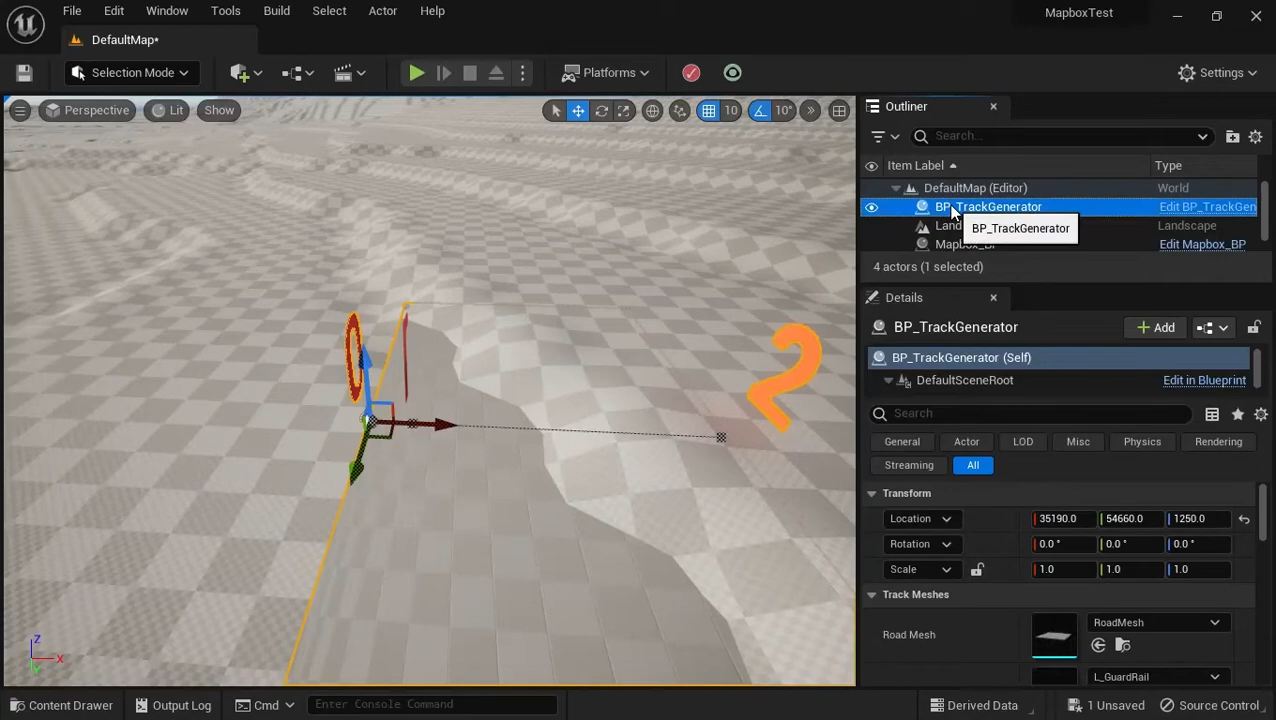 File Edit Window Tools Build Select Actor Help MapboxTest
DefaultMap*
Selection Mode Platforms Settings
Perspective Lit Show 10 10°
Outliner
Search...
Item Label Type
DefaultMap (Editor) World
BP_TrackGenerator Edit BP_TrackGen
Land Landscape
BP_TrackGenerator
Mapbox_BP Edit Mapbox_BP
4 actors (1 selected)
Details
BP_TrackGenerator Add
BP_TrackGenerator (Self)
DefaultSceneRoot Edit in Blueprint
Search
General Actor LOD Misc Physics Rendering
Streaming All
Transform
Location 35190.0 54660.0 1250.0
Rotation 0.0° 0.0° 0.0°
Scale 1.0 1.0 1.0
Track Meshes
Road Mesh RoadMesh
L_GuardRail
0
2
Z
X
Y
Content Drawer Output Log Cmd Enter Console Command Derived Data 1 Unsaved Source Control